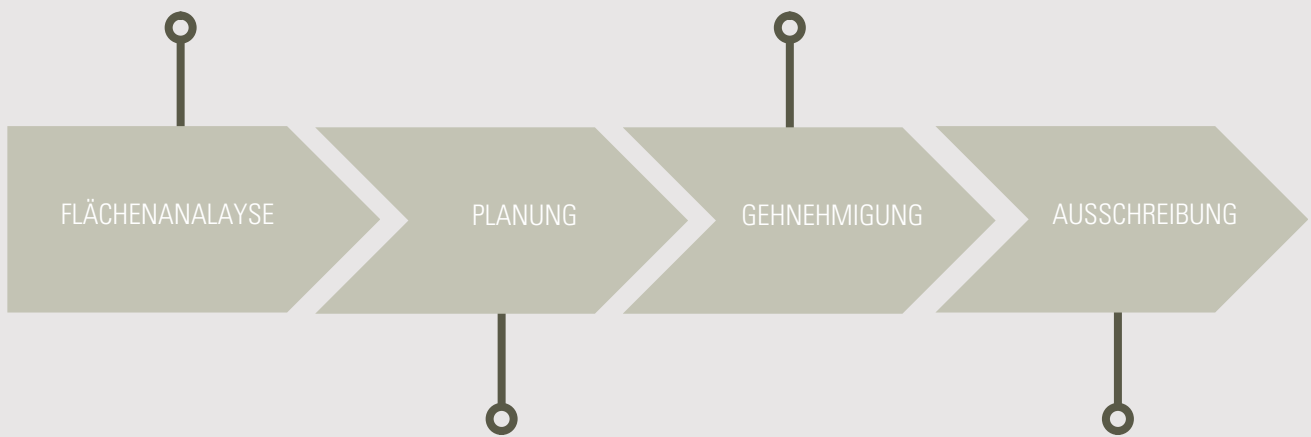 FLÄCHENANALAYSE
PLANUNG
GEHNEHMIGUNG
AUSSCHREIBUNG